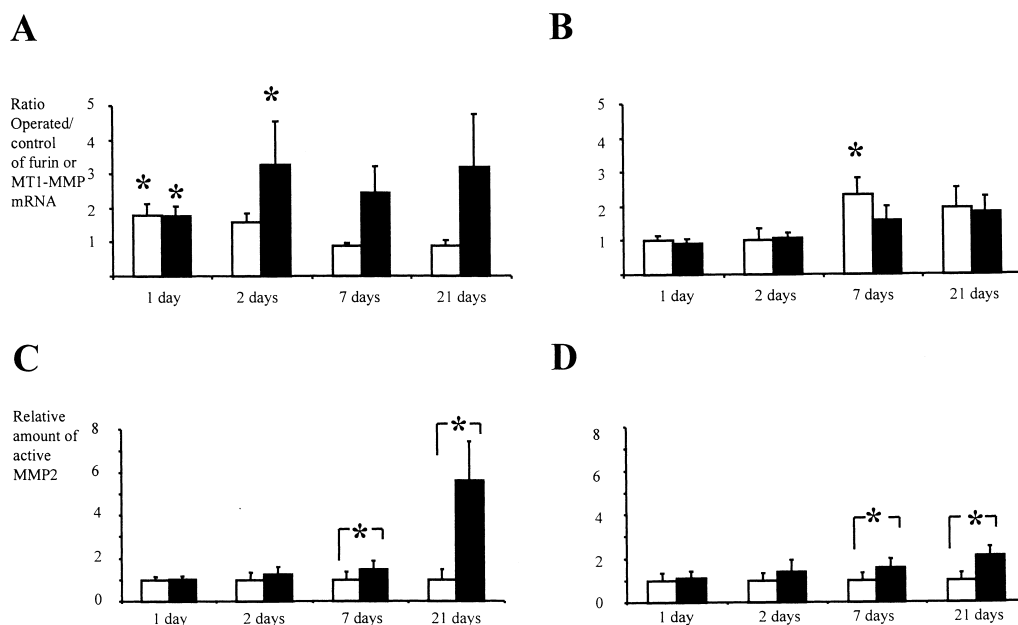 A
B
Ratio
Operated/
control
of furin or
MT1-MMP
mRNA
5
4
3
2
1
*
*
*
1 day
2 days
7 days
21 days
5
4
3
2
1
*
1 day
2 days
7 days
21 days
C
D
Relative
amount of
active
MMP2
8
6
4
2
0
*
*
1 day
2 days
7 days
21 days
8
6
4
2
0
*
*
1 day
2 days
7 days
21 days